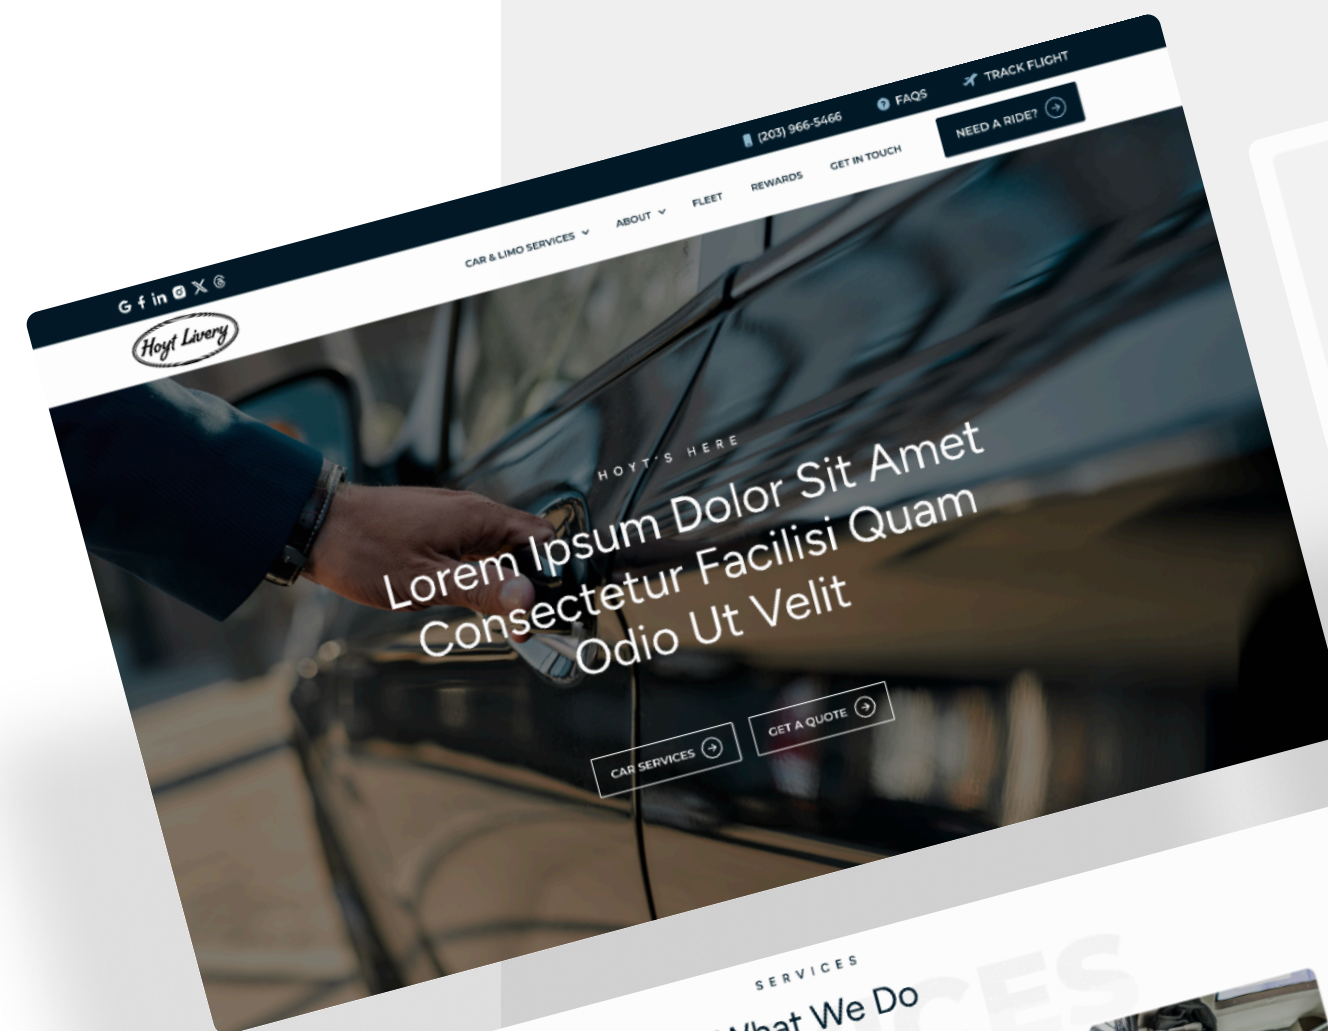 (203) 966-5466
FAQS
TRACK FLIGHT
Hoyt Livery
CAR & LIMO SERVICES
ABOUT
FLEET
REWARDS
GET IN TOUCH
NEED A RIDE?
HOYT'S HERE
Lorem Ipsum Dolor Sit Amet
Consectetur Facilisi Quam
Odio Ut Velit
CAR SERVICES
GET A QUOTE
SERVICES
What We Do
CES